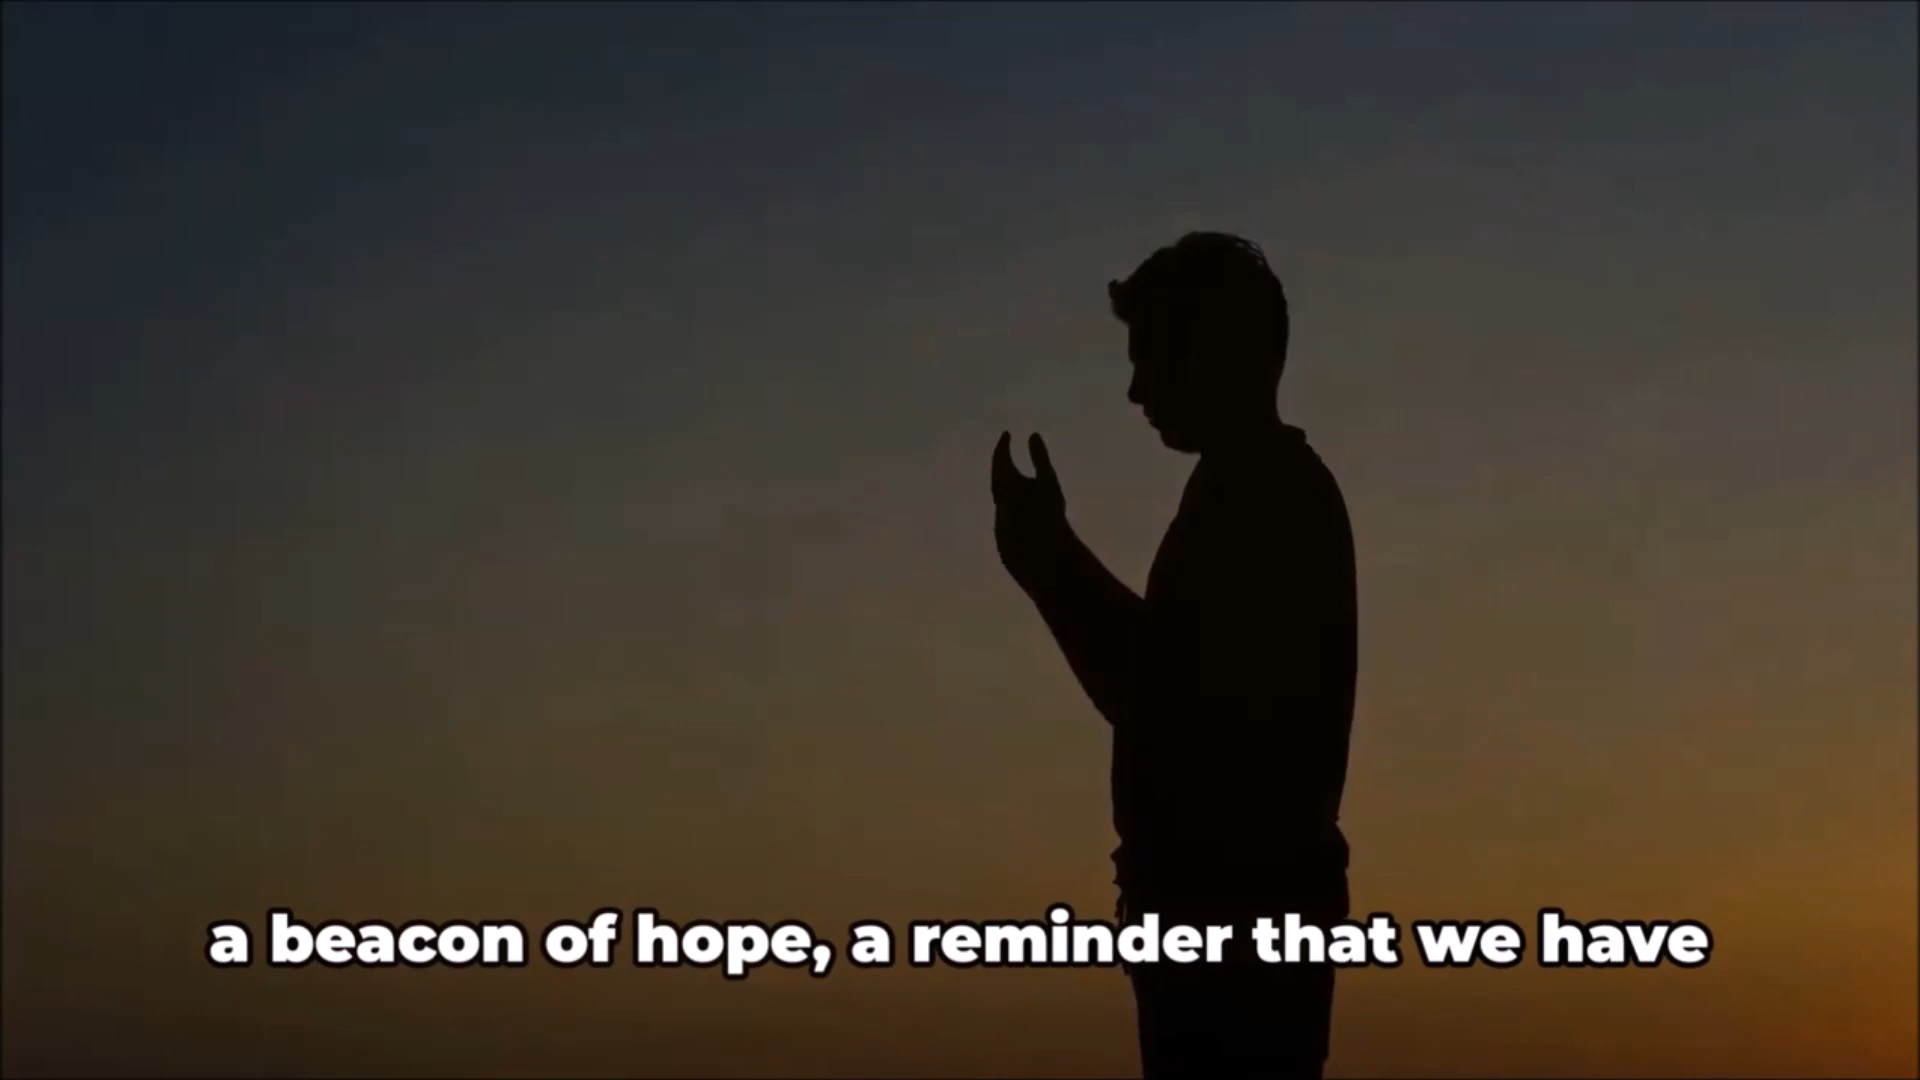 a beacon of hope, a reminder that we have